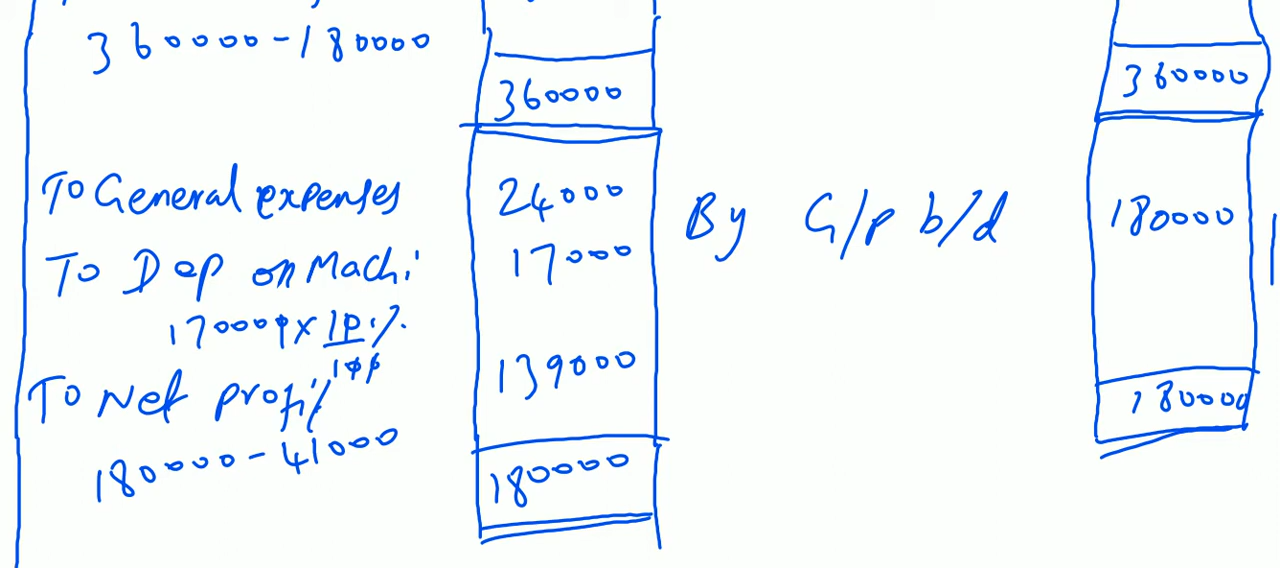 360000-180000
360000 360000
To General expenses 24000 By G/p b/d 180000
To Dep on Machi 17000
170000 x 10%
100
To Net profit 139000
180000
180000-41000
180000